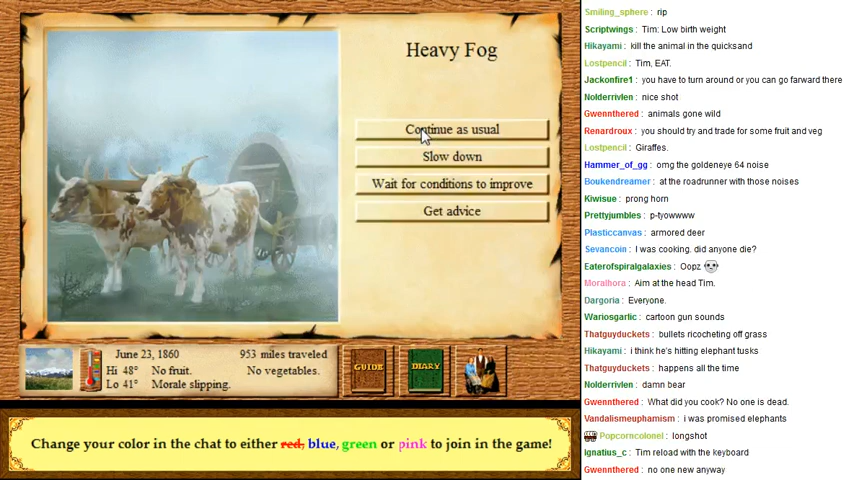 Heavy Fog
Continue as usual
Slow down
Wait for conditions to improve
Get advice
June 23, 1860
953 miles traveled
Hi 48°
No fruit.
No vegetables.
Lo 41°
Morale slipping.
GUIDE
DIARY
Change your color in the chat to either red, blue, green or pink to join in the game!
Smiling_sphere : rip
Scriptwings : Tim: Low birth weight
Hikayami : kill the animal in the quicksand
Lostpencil : Tim, EAT.
Jackonfire1 : you have to turn around or you can go farward there
Nolderrivlen : nice shot
Gwennthered : animals gone wild
Renardroux : you should try and trade for some fruit and veg
Lostpencil : Giraffes.
Hammer_of_gg : omg the goldeneye 64 noise
Boukendreamer : at the roadrunner with those noises
Kiwisue : prong horn
Prettyjumbles : p-tyowwww
Plasticcanvas : armored deer
Sevancoin : I was cooking. did anyone die?
Eaterofspiralgalaxies : Oopz
Moralhora : Aim at the head Tim.
Dargoria : Everyone.
Wariosgarlic : cartoon gun sounds
Thatguyduckets : bullets ricocheting off grass
Hikayami : i think he's hitting elephant tusks
Thatguyduckets : happens all the time
Nolderrivlen : damn bear
Gwennthered : What did you cook? No one is dead.
Vandalismeuphamism : i was promised elephants
Popcorncolonel : longshot
Ignatius_c : Tim reload with the keyboard
Gwennthered : no one new anyway